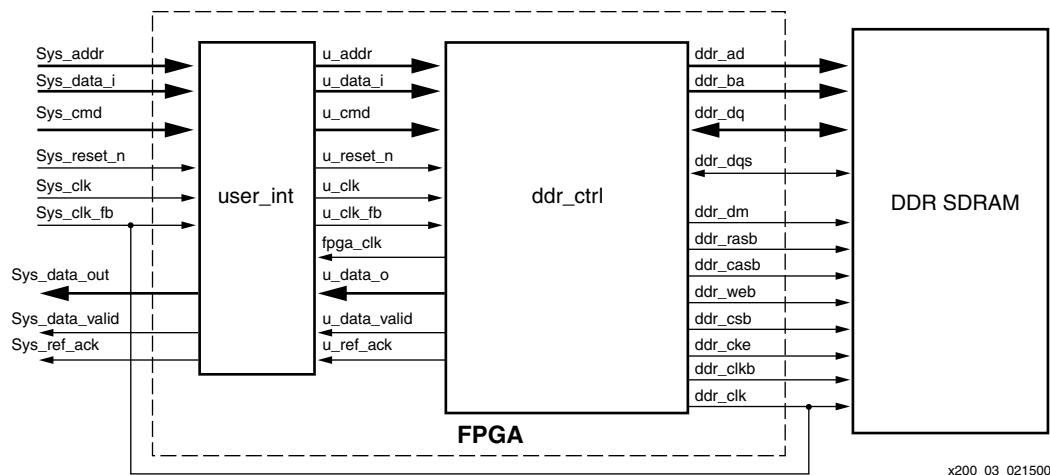 Sys_addr
Sys_data_i
Sys_cmd
Sys_reset_n
Sys_clk
Sys_clk_fb
Sys_data_out
Sys_data_valid
Sys_ref_ack
user_int
u_addr
u_data_i
u_cmd
u_reset_n
u_clk
u_clk_fb
fpga_clk
u_data_o
u_data_valid
u_ref_ack
ddr_ctrl
FPGA
ddr_ad
ddr_ba
ddr_dq
ddr_dqs
ddr_dm
ddr_rasb
ddr_casb
ddr_web
ddr_csb
ddr_cke
ddr_clkb
ddr_clk
DDR SDRAM
x200_03_021500